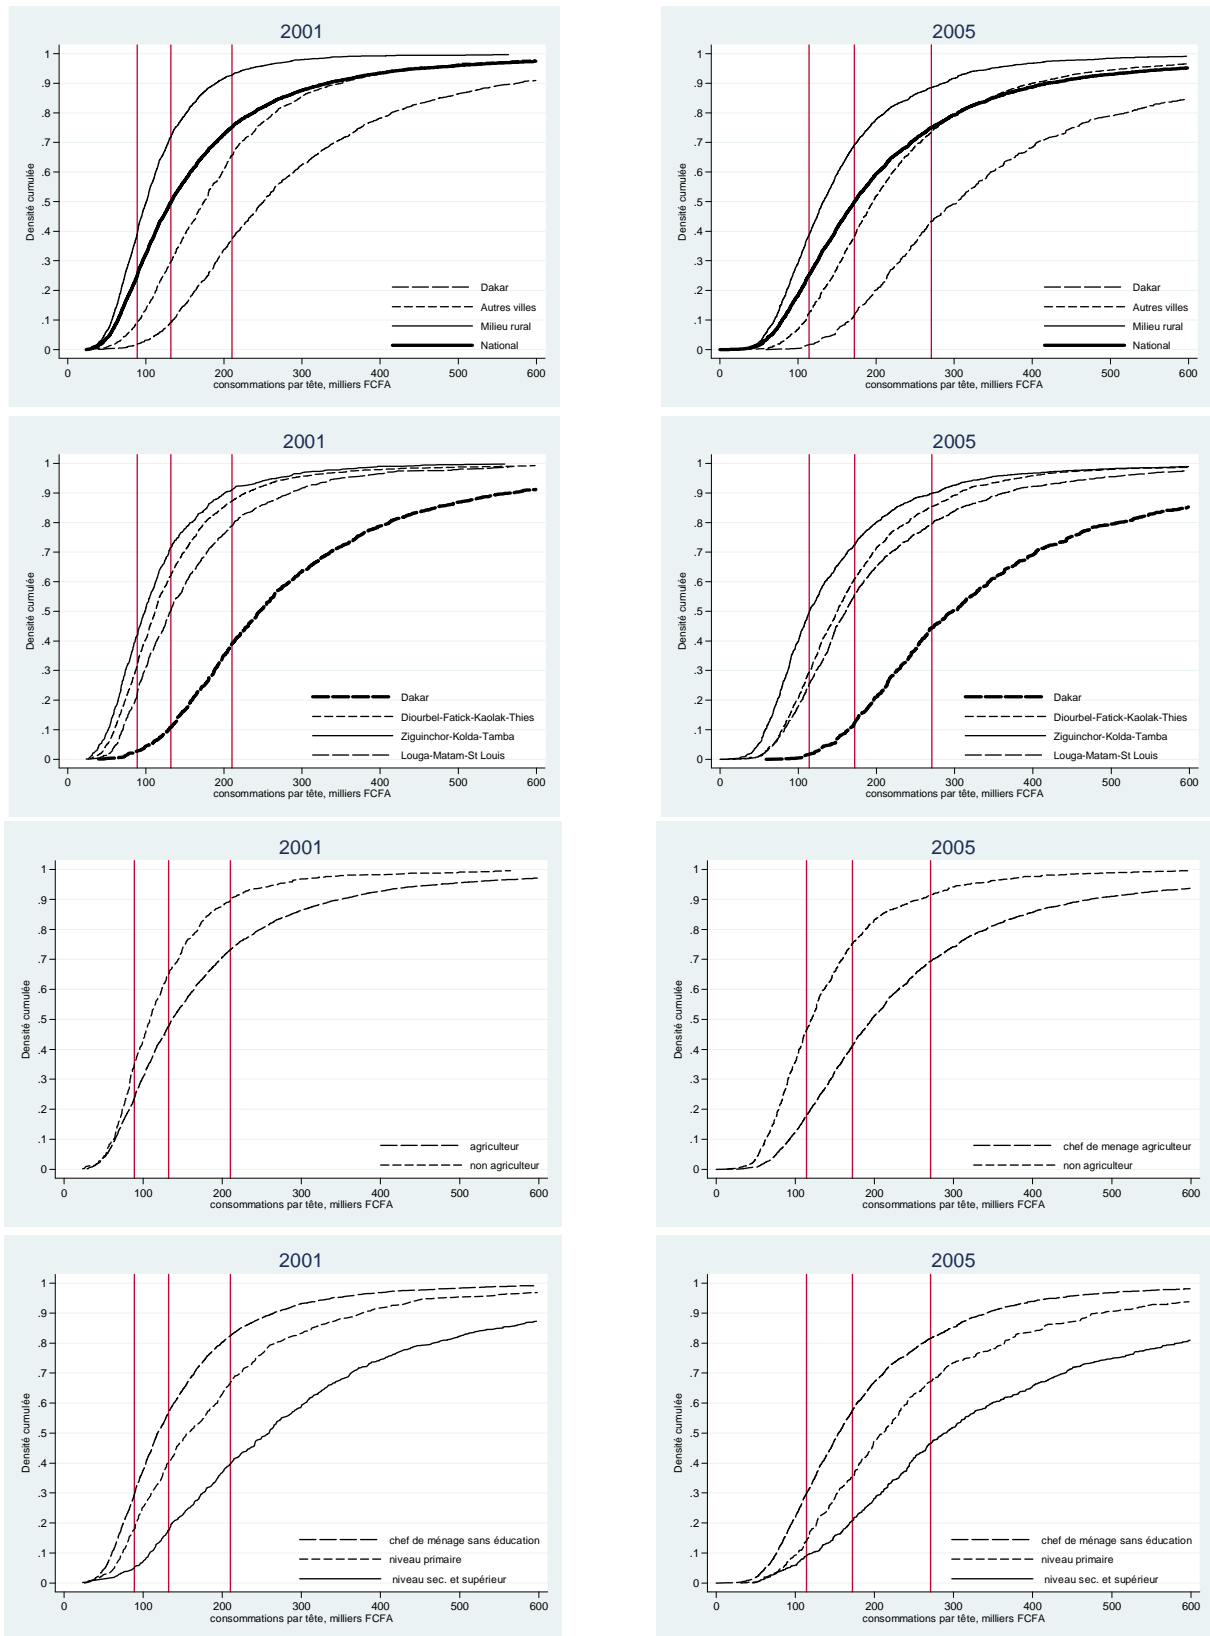 2001
Densité cumulée
1
.9
.8
.7
.6
.5
.4
.3
.2
.1
0
Dakar
Autres villes
Milieu rural
National
0 100 200 300 400 500 600
consommations par tête, milliers FCFA
2005
Densité cumulée
1
.9
.8
.7
.6
.5
.4
.3
.2
.1
0
Dakar
Autres villes
Milieu rural
National
0 100 200 300 400 500 600
consommations par tête, milliers FCFA
2001
Densité cumulée
1
.9
.8
.7
.6
.5
.4
.3
.2
.1
0
Dakar
Diourbel-Fatick-Kaolak-Thies
Ziguinchor-Kolda-Tamba
Louga-Matam-St Louis
0 100 200 300 400 500 600
consommations par tête, milliers FCFA
2005
Densité cumulée
1
.9
.8
.7
.6
.5
.4
.3
.2
.1
0
Dakar
Diourbel-Fatick-Kaolak-Thies
Ziguinchor-Kolda-Tamba
Louga-Matam-St Louis
0 100 200 300 400 500 600
consommations par tête, milliers FCFA
2001
Densité cumulée
1
.9
.8
.7
.6
.5
.4
.3
.2
.1
0
agriculteur
non agriculteur
0 100 200 300 400 500 600
consommations par tête, milliers FCFA
2005
Densité cumulée
1
.9
.8
.7
.6
.5
.4
.3
.2
.1
0
chef de menage agriculteur
non agriculteur
0 100 200 300 400 500 600
consommations par tête, milliers FCFA
2001
Densité cumulée
1
.9
.8
.7
.6
.5
.4
.3
.2
.1
0
chef de ménage sans éducation
niveau primaire
niveau sec. et supérieur
0 100 200 300 400 500 600
consommations par tête, milliers FCFA
2005
Densité cumulée
1
.9
.8
.7
.6
.5
.4
.3
.2
.1
0
chef de ménage sans éducation
niveau primaire
niveau sec. et supérieur
0 100 200 300 400 500 600
consommations par tête, milliers FCFA